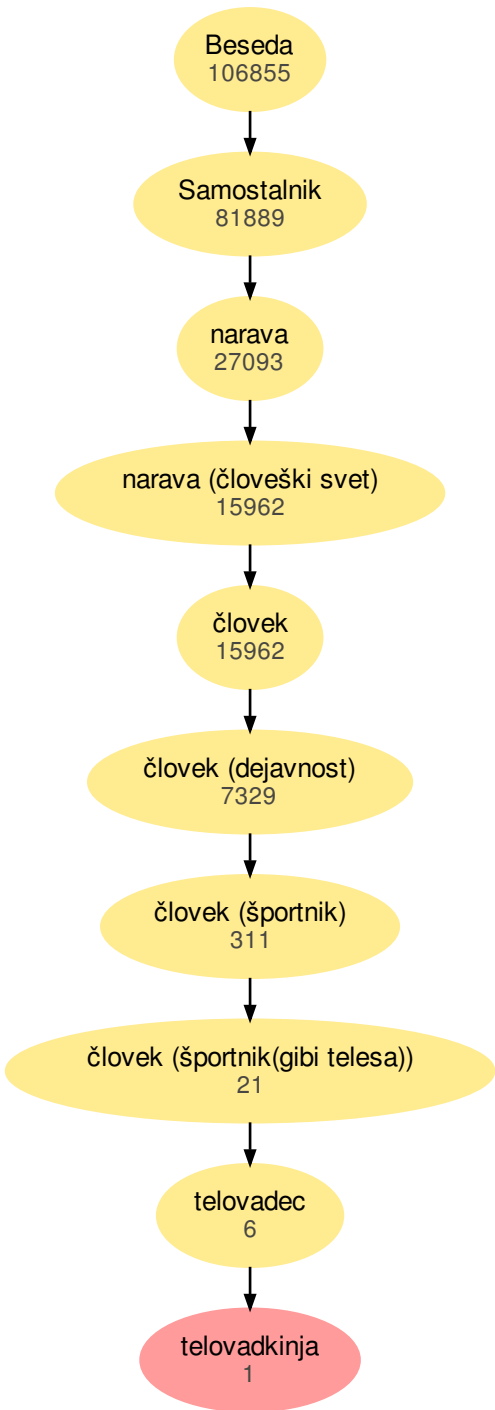 Beseda
106855
Samostalnik
81889
narava
27093
narava (človeški svet)
15962
človek
15962
človek (dejavnost)
7329
človek (športnik)
311
človek (športnik(gibi telesa))
21
telovadec
6
telovadkinja
1